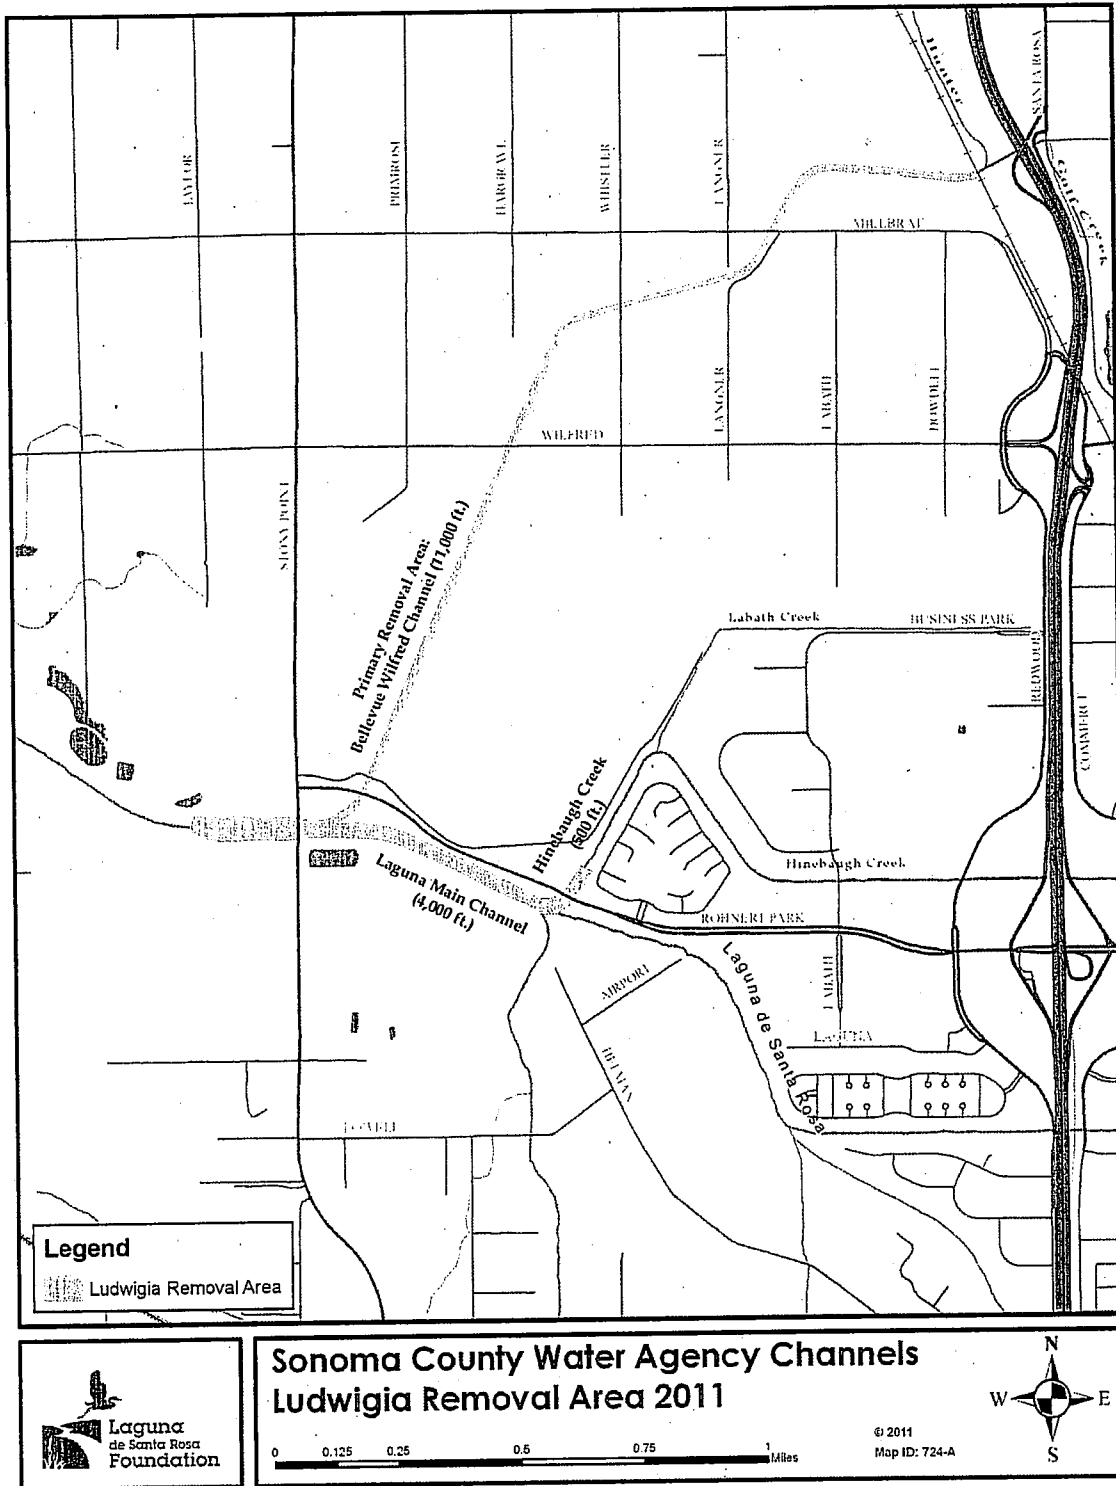 Hunter
SANTA ROSA
TAYLOR
PRIMROSE
HARGRAVE
WHISTLER
LANGNER
Golf Creek
MILLBRAE
LANGNER
LABATH
DOWDELL
WILFRED
STONY POINT
Primary Removal Area:
Bellevue Wilfred Channel (11,000 ft.)
Labath Creek
BUSINESS PARK
REDWOOD
COMMERCE
Hinebaugh Creek
(500 ft.)
Hinebaugh Creek
Laguna Main Channel
(4,000 ft.)
ROHNERT PARK
AIRPORT
LABATH
Laguna de Santa Rosa
LAGUNA
HELMAN
Legend
Ludwigia Removal Area
Laguna
de Santa Rosa
Foundation
Sonoma County Water Agency Channels
Ludwigia Removal Area 2011
0 0.125 0.25 0.5 0.75 1
Miles
© 2011
Map ID: 724-A
N
W E
S